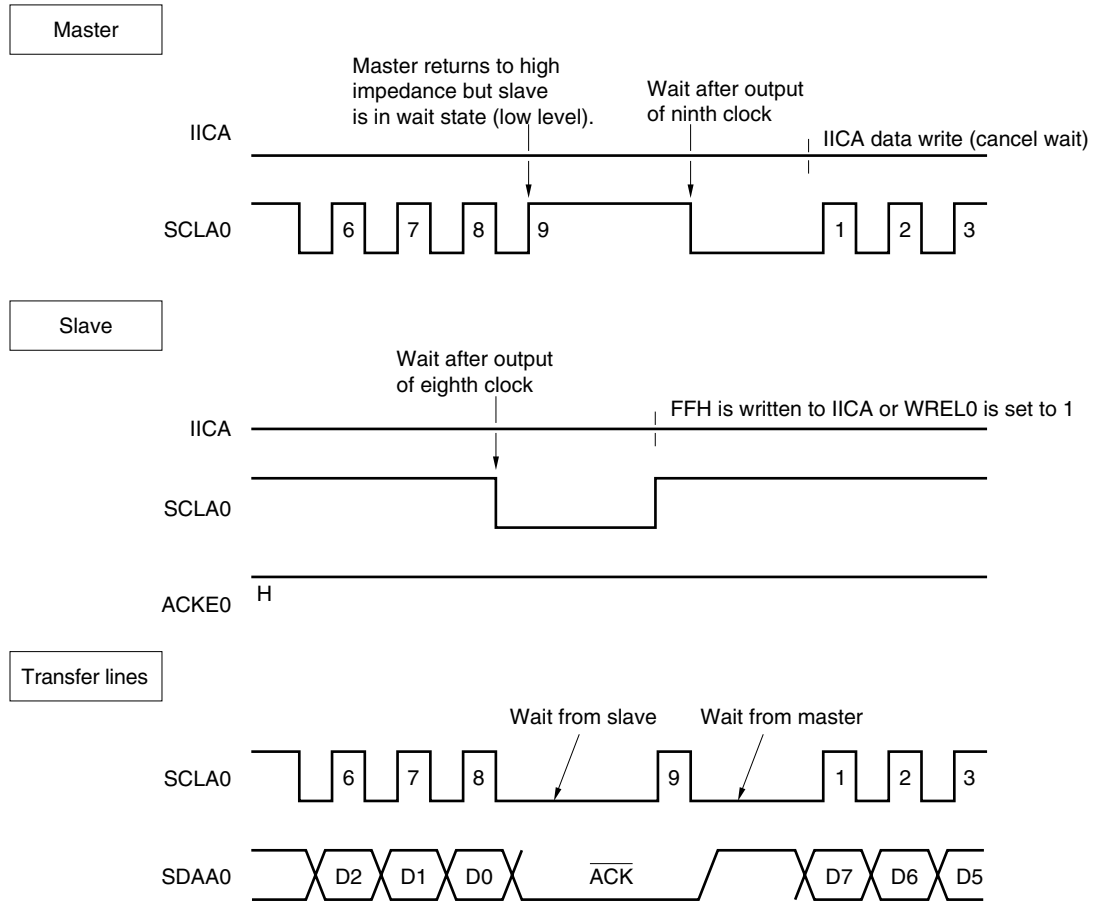 Master
Master returns to high
impedance but slave
is in wait state (low level).
Wait after output
of ninth clock
IICA
IICA data write (cancel wait)
SCLA0
6 7 8 9 1 2 3
Slave
Wait after output
of eighth clock
IICA
FFH is written to IICA or WREL0 is set to 1
SCLA0
ACKE0
H
Transfer lines
Wait from slave
Wait from master
SCLA0
6 7 8 9 1 2 3
SDAA0
D2 D1 D0 A̅C̅K̅ D7 D6 D5